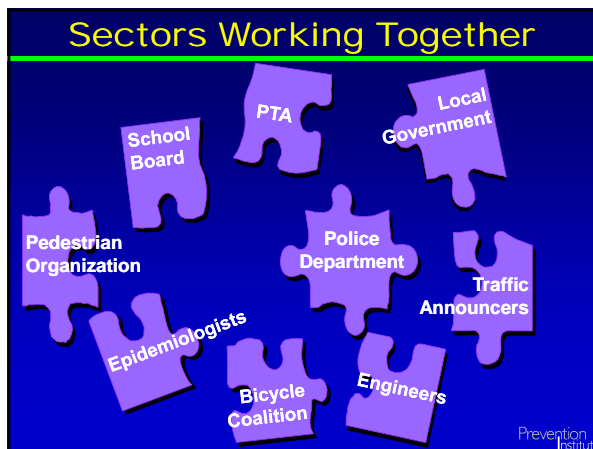 Sectors Working Together
PTA
Local
Government
School
Board
Pedestrian
Organization
Police
Department
Traffic
Announcers
Epidemiologists
Bicycle
Coalition
Engineers
Prevention
Institut